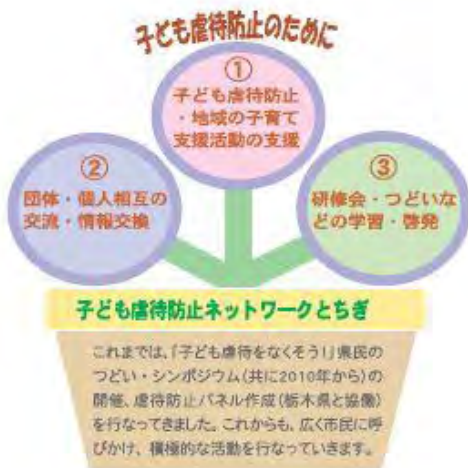 子ども虐待防止のために
①
子ども虐待防止
・地域の子育て
支援活動の支援
②
団体・個人相互の
交流・情報交換
③
研修会・つどいな
どの学習・啓発
子ども虐待防止ネットワークとちぎ
これまでは、「子ども虐待をなくそう!」県民の
つどい・シンポジウム(共に2010年から)の
開催、虐待防止パネル作成(栃木県と協働)
を行なってきました。これからも、広く市民に呼
びかけ、積極的な活動を行なっていきます。